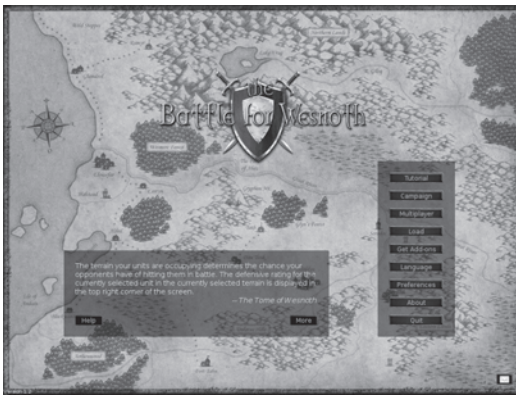 the
Battle for Wesnoth
Tutorial
Campaign
Multiplayer
Load
Get Add-ons
Language
Preferences
About
Quit
The terrain your units are occupying determines the chance your
opponents have of hitting them in battle. The defensive rating for the
currently selected unit in the currently selected terrain is displayed in
the top right corner of the screen.
– The Tome of Wesnoth
Help
More